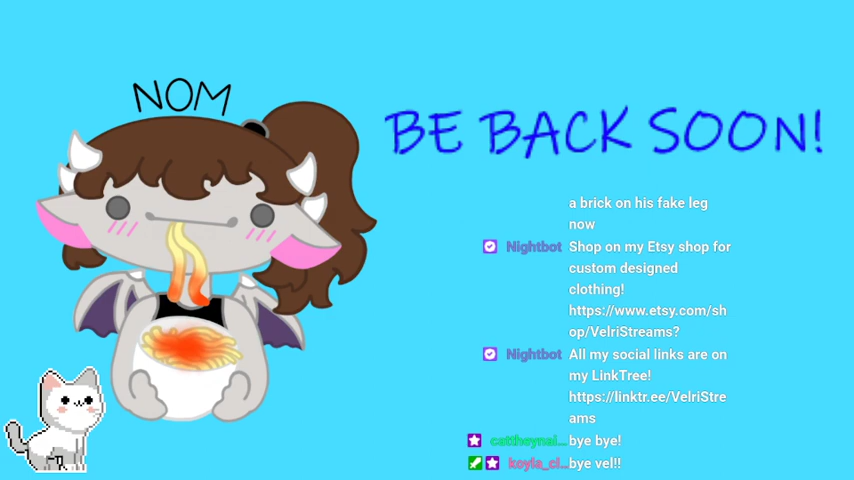 NOM
BE BACK SOON!
a brick on his fake leg
now
Nightbot Shop on my Etsy shop for
custom designed
clothing!
https://www.etsy.com/sh
op/VelriStreams?
Nightbot All my social links are on
my LinkTree!
https://linktr.ee/VelriStre
ams
cattheynei... bye bye!
koyla_cl... bye vel!!